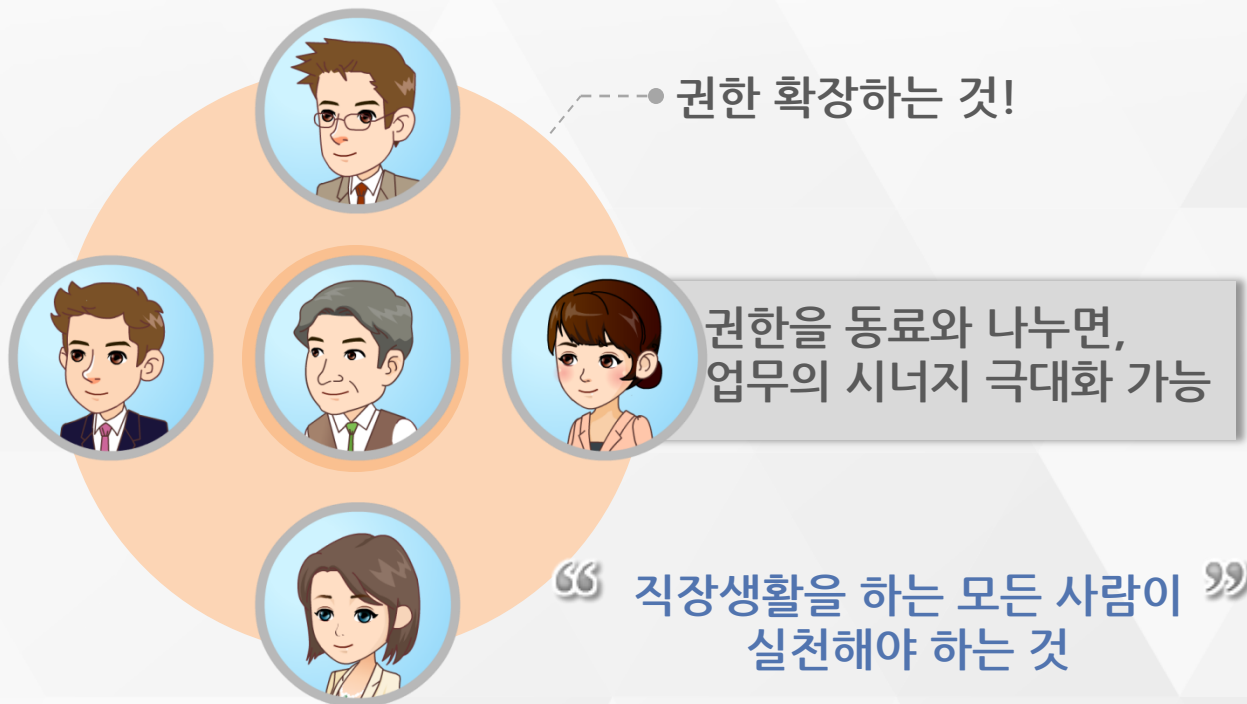 권한 확장하는 것!
권한을 동료와 나누면,
업무의 시너지 극대화 가능
“ 직장생활을 하는 모든 사람이 ”
실천해야 하는 것